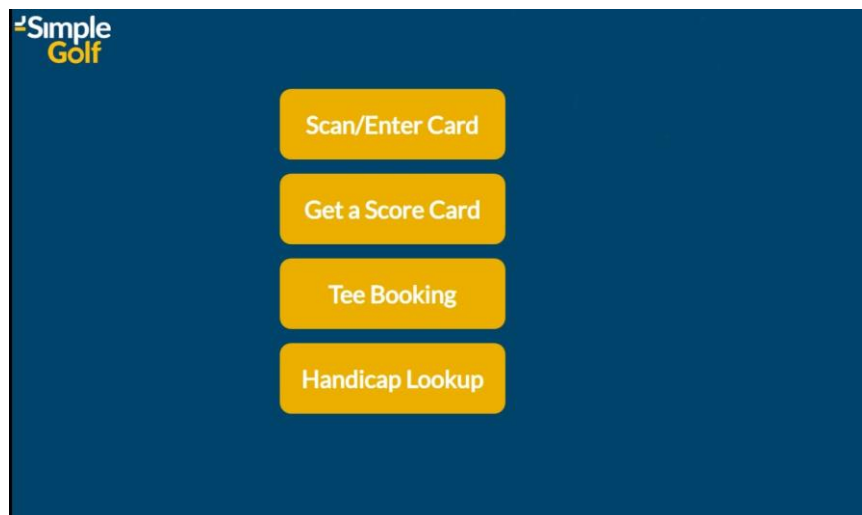 Simple
Golf
Scan/Enter Card
Get a Score Card
Tee Booking
Handicap Lookup